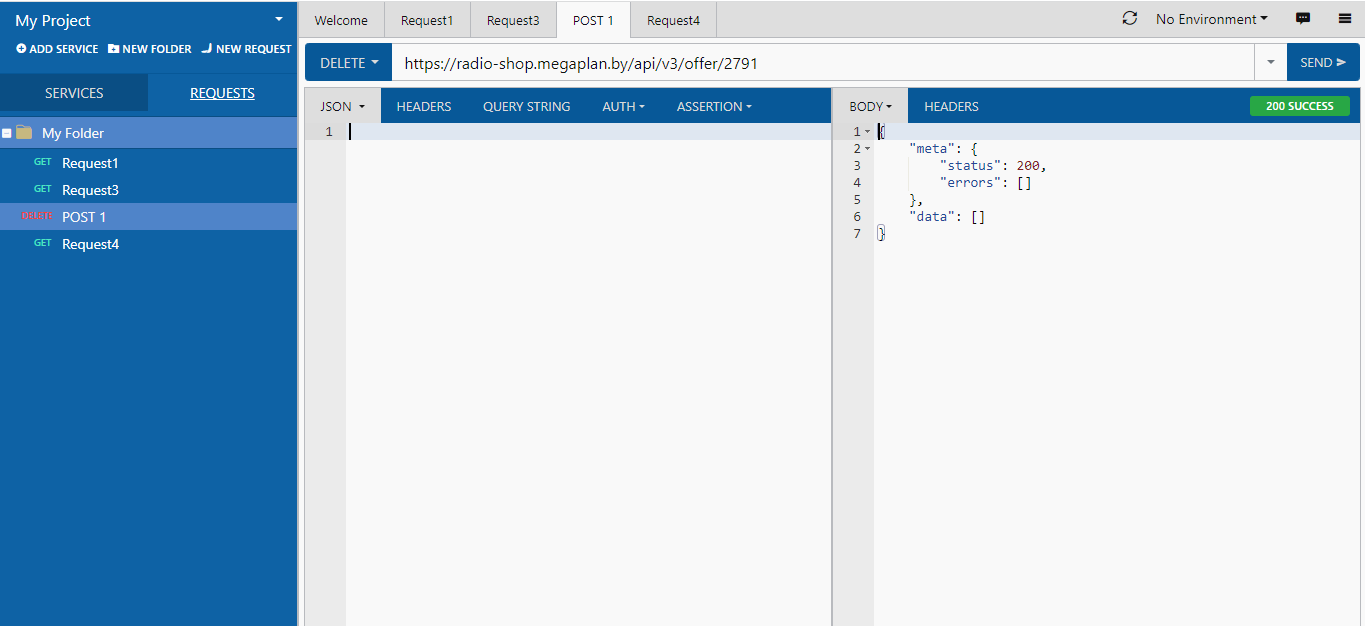 My Project
ADD SERVICE NEW FOLDER NEW REQUEST
SERVICES REQUESTS
My Folder
GET Request1
GET Request3
DELETE POST 1
GET Request4
Welcome Request1 Request3 POST 1 Request4 No Environment
DELETE https://radio-shop.megaplan.by/api/v3/offer/2791 SEND
JSON HEADERS QUERY STRING AUTH ASSERTION
1
BODY HEADERS 200 SUCCESS
1 {
2 "meta": {
3 "status": 200,
4 "errors": []
5 },
6 "data": []
7 }